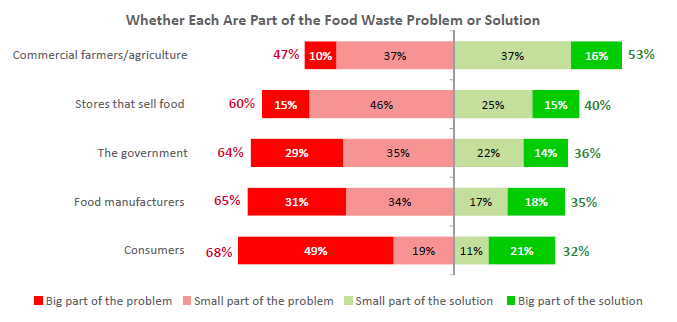 Whether Each Are Part of the Food Waste Problem or Solution
Commercial farmers/agriculture 47% 10% 37% 37% 16% 53%
Stores that sell food 60% 15% 46% 25% 15% 40%
The government 64% 29% 35% 22% 14% 36%
Food manufacturers 65% 31% 34% 17% 18% 35%
Consumers 68% 49% 19% 11% 21% 32%
Big part of the problem Small part of the problem Small part of the solution Big part of the solution